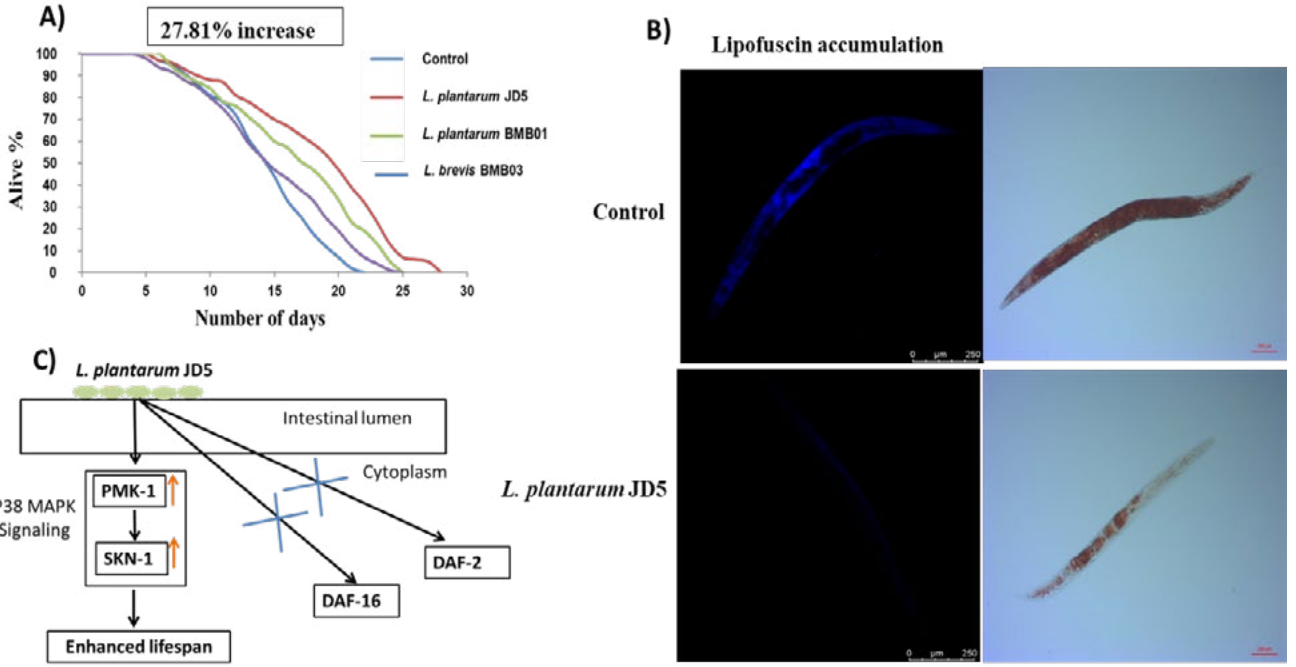 A)
27.81% increase
100
90
80
70
60
50
40
30
20
10
0
Alive %
0 5 10 15 20 25 30
Number of days
Control
L. plantarum JD5
L. plantarum BMB01
L. brevis BMB03
B)
Lipofuscin accumulation
Control
0 µm 250
L. plantarum JD5
0 µm 250
C)
L. plantarum JD5
Intestinal lumen
Cytoplasm
P38 MAPK
Signaling
PMK-1
SKN-1
DAF-2
DAF-16
Enhanced lifespan